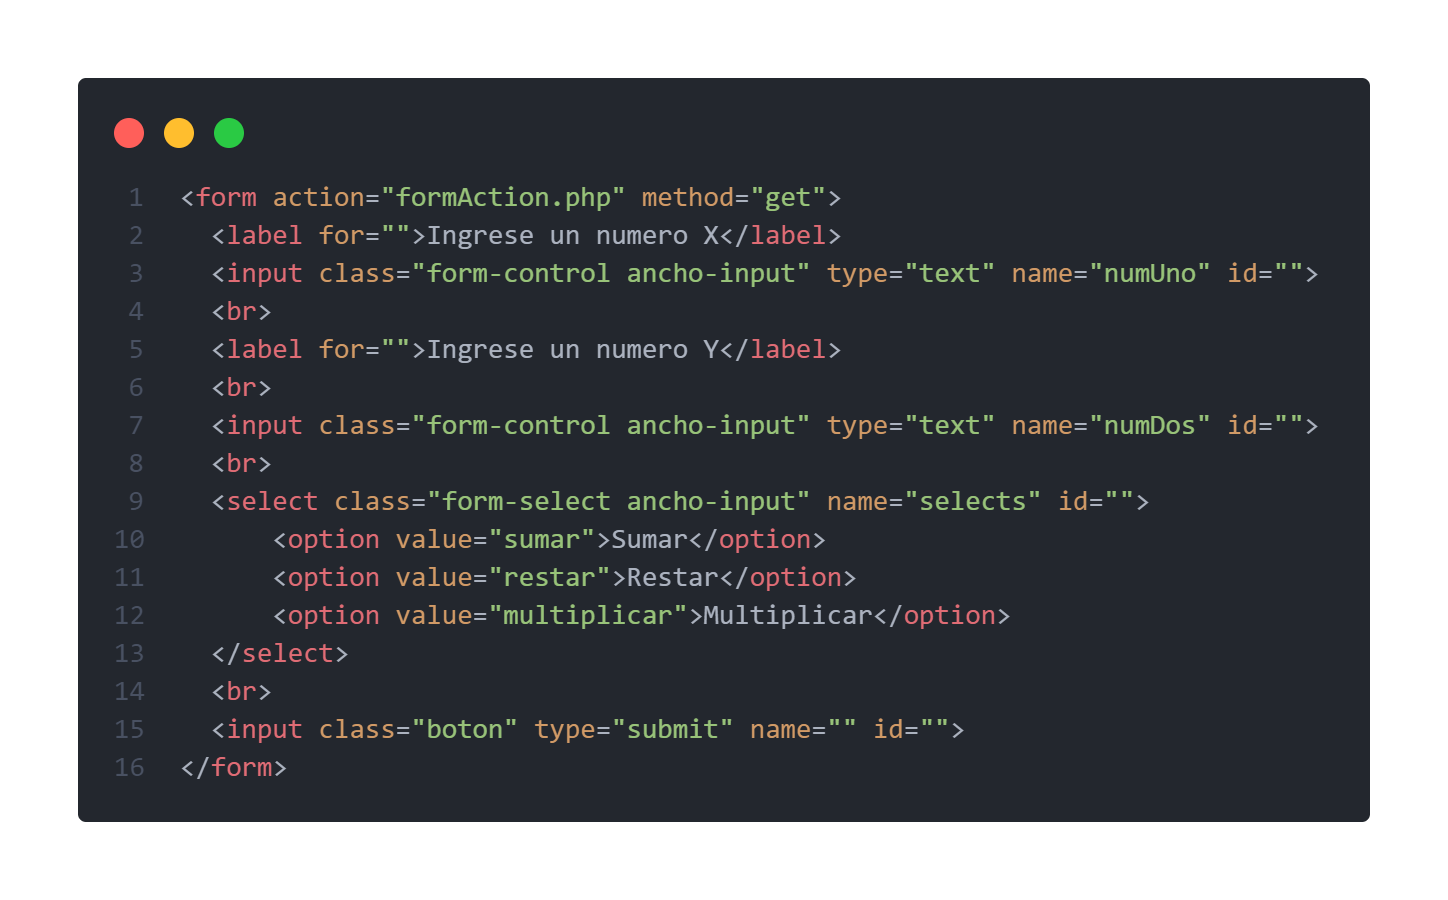 1 <form action="formAction.php" method="get">
2   <label for="">Ingrese un numero X</label>
3   <input class="form-control ancho-input" type="text" name="numUno" id="">
4   <br>
5   <label for="">Ingrese un numero Y</label>
6   <br>
7   <input class="form-control ancho-input" type="text" name="numDos" id="">
8   <br>
9   <select class="form-select ancho-input" name="selects" id="">
10       <option value="sumar">Sumar</option>
11       <option value="restar">Restar</option>
12       <option value="multiplicar">Multiplicar</option>
13   </select>
14   <br>
15   <input class="boton" type="submit" name="" id="">
16 </form>